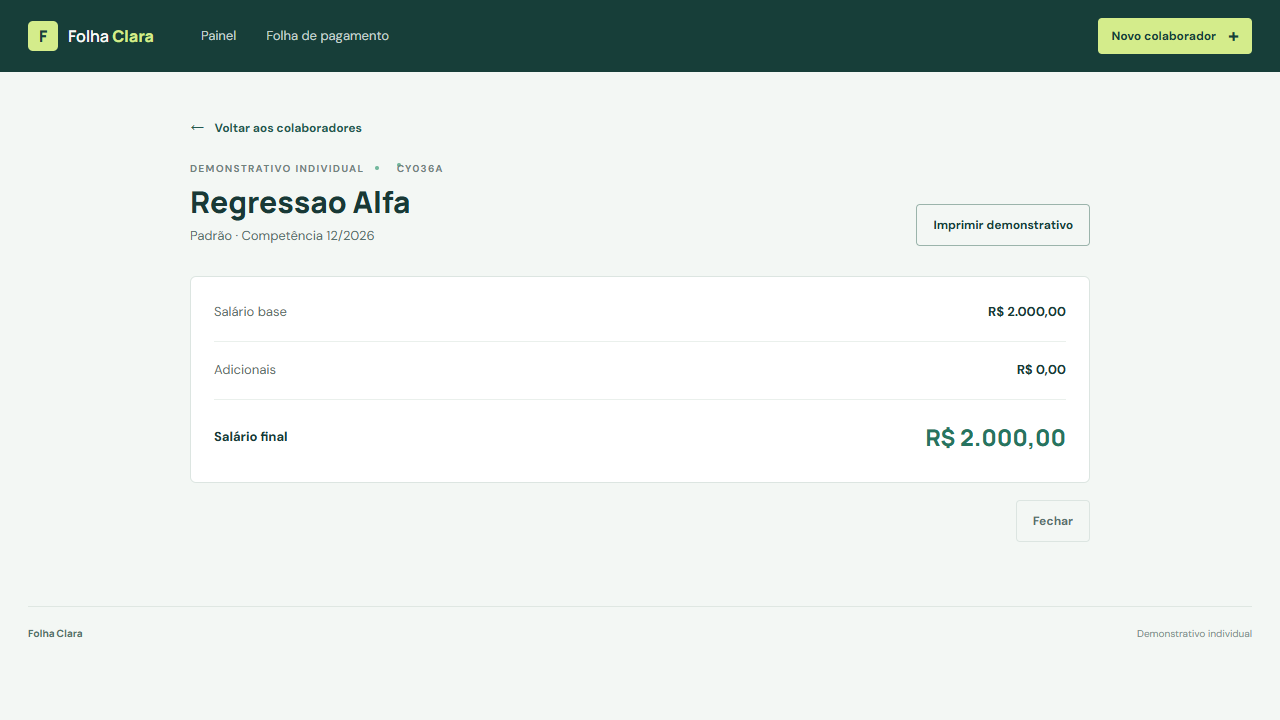 F Folha Clara Painel Folha de pagamento Novo colaborador +
← Voltar aos colaboradores
DEMONSTRATIVO INDIVIDUAL • CY036A
Regressao Alfa
Padrão · Competência 12/2026
Imprimir demonstrativo
Salário base R$ 2.000,00
Adicionais R$ 0,00
Salário final R$ 2.000,00
Fechar
Folha Clara Demonstrativo individual